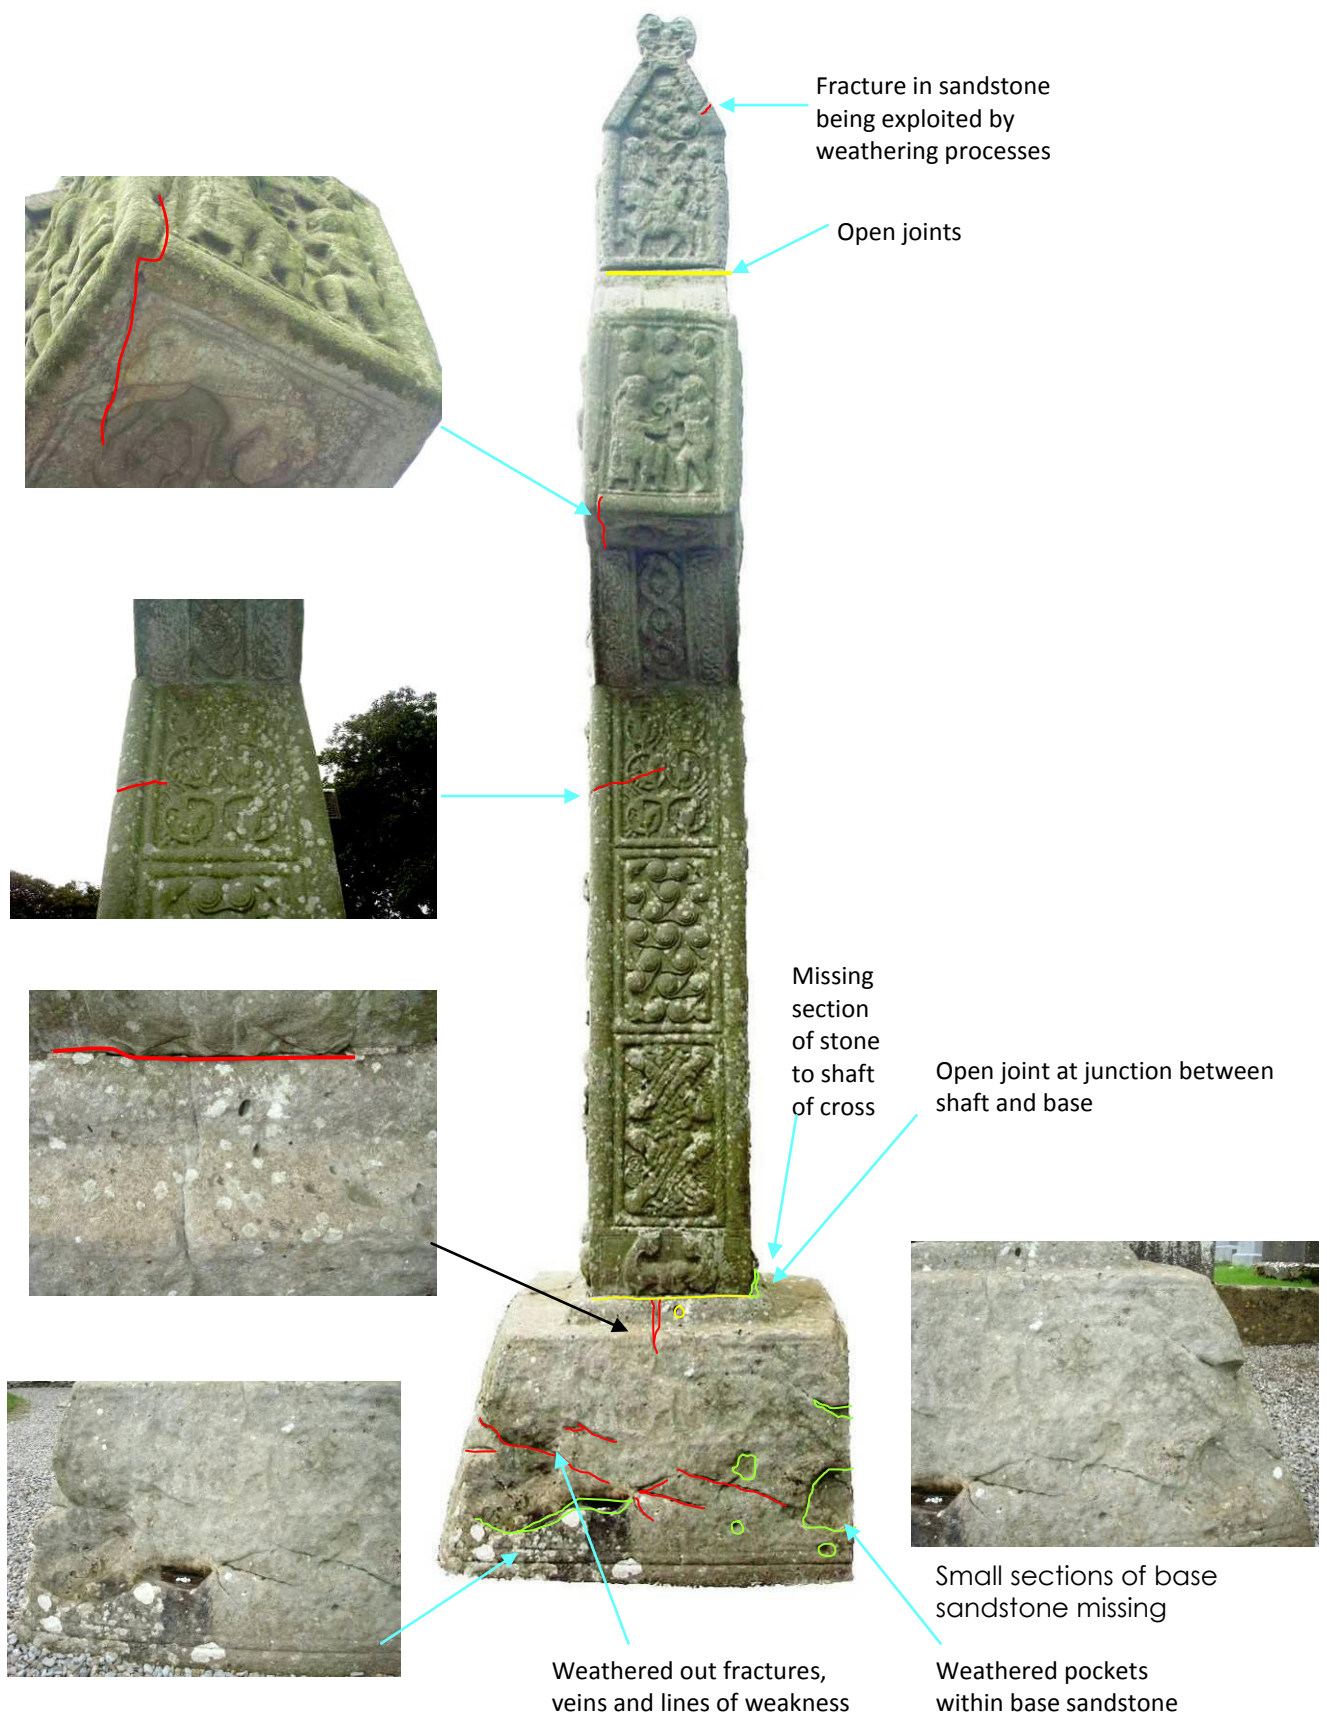 Fracture in sandstone
being exploited by
weathering processes
Open joints
Missing
section
of stone
to shaft
of cross
Open joint at junction between
shaft and base
Small sections of base
sandstone missing
Weathered out fractures,
veins and lines of weakness
Weathered pockets
within base sandstone